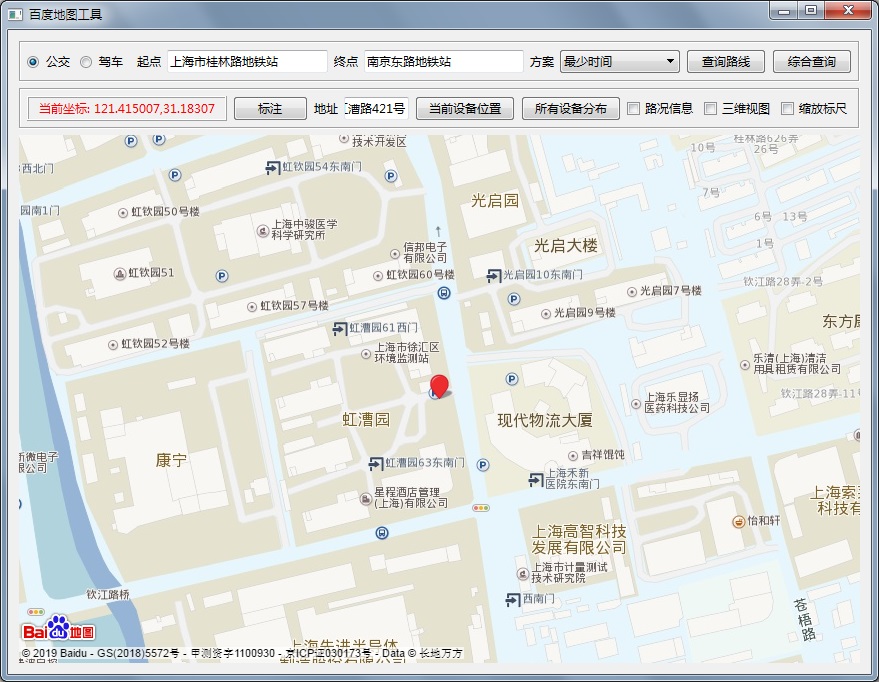 百度地图工具
公交 驾车 起点 上海市桂林路地铁站 终点 南京东路地铁站 方案 最少时间 查询路线 综合查询
当前坐标: 121.415007,31.18307 标注 地址 漕路421号 当前设备位置 所有设备分布 路况信息 三维视图 缩放标尺
技术开发区
桂林路626弄
26号
10号
西北门
虹钦园54东南门
7号
园南1门
虹钦园50号楼
光启园
6号 13号
上海中骏医学
科学研究所
1号
信邦电子
有限公司
光启大楼
虹钦园51
虹钦园60号楼
光启园10东南门
钦江路28弄-2号
光启园7号楼
虹钦园57号楼
光启园9号楼
虹漕园61西门
东方
虹钦园52号楼
上海市徐汇区
环境监测站
乐清(上海)清洁
用具租赁有限公司
钦江路28弄-11
上海乐显扬
医药科技公司
虹漕园
现代物流大厦
康宁
吉祥馄饨
微电子
限公司
虹漕园63东南门
上海禾新
医院东南门
星程酒店管理
(上海)有限公司
上海索
科技有
怡和轩
上海高智科技
发展有限公司
上海市计量测试
技术研究院
钦江路桥
西南门
苍梧路
Bai du 地图
上海先进半导体
制造股份有限公司
© 2019 Baidu - GS(2018)5572号 - 甲测资字1100930 - 京ICP证030173号 - Data © 长地万方